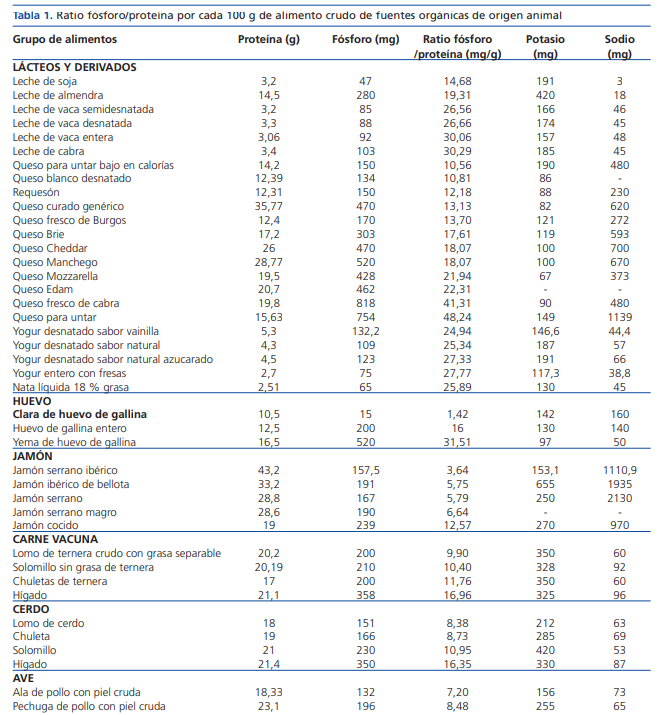 Tabla 1. Ratio fósforo/proteína por cada 100 g de alimento crudo de fuentes orgánicas de origen animal
Grupo de alimentos Proteína (g) Fósforo (mg) Ratio fósforo /proteína (mg/g) Potasio (mg) Sodio (mg)
LÁCTEOS Y DERIVADOS
Leche de soja 3,2 47 14,68 191 3
Leche de almendra 14,5 280 19,31 420 18
Leche de vaca semidesnatada 3,2 85 26,56 166 46
Leche de vaca desnatada 3,3 88 26,66 174 45
Leche de vaca entera 3,06 92 30,06 157 48
Leche de cabra 3,4 103 30,29 185 45
Queso para untar bajo en calorías 14,2 150 10,56 190 480
Queso blanco desnatado 12,39 134 10,81 86 -
Requesón 12,31 150 12,18 88 230
Queso curado genérico 35,77 470 13,13 82 620
Queso fresco de Burgos 12,4 170 13,70 121 272
Queso Brie 17,2 303 17,61 119 593
Queso Cheddar 26 470 18,07 100 700
Queso Manchego 28,77 520 18,07 100 670
Queso Mozzarella 19,5 428 21,94 67 373
Queso Edam 20,7 462 22,31 - -
Queso fresco de cabra 19,8 818 41,31 90 480
Queso para untar 15,63 754 48,24 149 1139
Yogur desnatado sabor vainilla 5,3 132,2 24,94 146,6 44,4
Yogur desnatado sabor natural 4,3 109 25,34 187 57
Yogur desnatado sabor natural azucarado 4,5 123 27,33 191 66
Yogur entero con fresas 2,7 75 27,77 117,3 38,8
Nata líquida 18 % grasa 2,51 65 25,89 130 45
HUEVO
Clara de huevo de gallina 10,5 15 1,42 142 160
Huevo de gallina entero 12,5 200 16 130 140
Yema de huevo de gallina 16,5 520 31,51 97 50
JAMÓN
Jamón serrano ibérico 43,2 157,5 3,64 153,1 1110,9
Jamón ibérico de bellota 33,2 191 5,75 655 1935
Jamón serrano 28,8 167 5,79 250 2130
Jamón serrano magro 28,6 190 6,64 - -
Jamón cocido 19 239 12,57 270 970
CARNE VACUNA
Lomo de ternera crudo con grasa separable 20,2 200 9,90 350 60
Solomillo sin grasa de ternera 20,19 210 10,40 328 92
Chuletas de ternera 17 200 11,76 350 60
Hígado 21,1 358 16,96 325 96
CERDO
Lomo de cerdo 18 151 8,38 212 63
Chuleta 19 166 8,73 285 69
Solomillo 21 230 10,95 420 53
Hígado 21,4 350 16,35 330 87
AVE
Ala de pollo con piel cruda 18,33 132 7,20 156 73
Pechuga de pollo con piel cruda 23,1 196 8,48 255 65